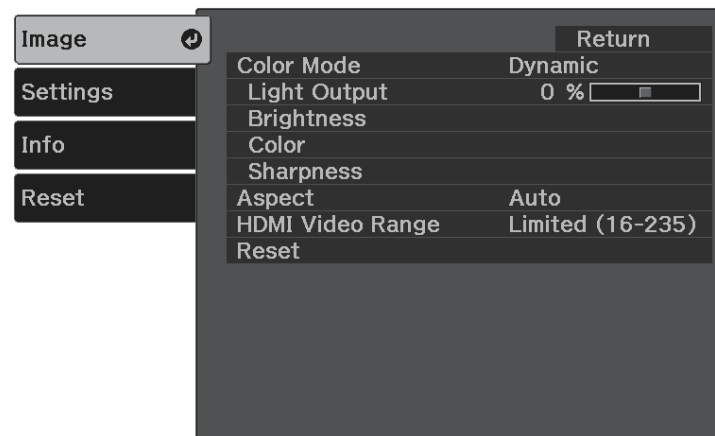 Image
Settings
Info
Reset
Return
Color Mode Dynamic
Light Output 0 %
Brightness
Color
Sharpness
Aspect Auto
HDMI Video Range Limited (16-235)
Reset